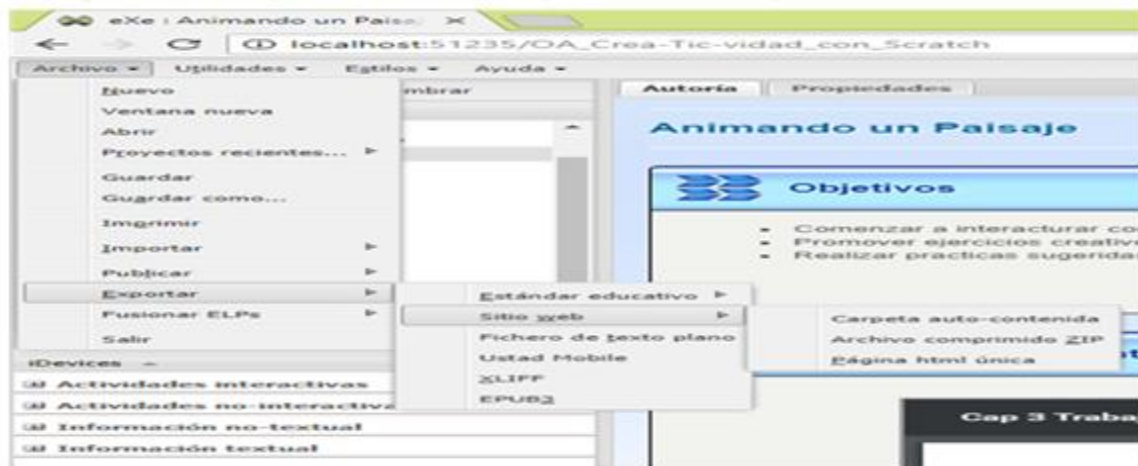 eXe : Animando un Paisa
localhost:51235/OA_Crea-Tic-vidad_con_Scratch
Archivo Utilidades Estilos Ayuda
Nuevo
Ventana nueva
Abrir
Proyectos recientes...
Guardar
Guardar como...
Imprimir
Importar
Publicar
Exportar
Fusionar ELPs
Salir
mbrar
Estándar educativo
Sitio web
Fichero de texto plano
Ustad Mobile
XLIFF
EPUB3
Carpeta auto-contenida
Archivo comprimido ZIP
Página html única
iDevices
Actividades interactivas
Actividades no-interactiva
Información no-textual
Información textual
Autoría Propiedades
Animando un Paisaje
Objetivos
Comenzar a interacturar co
Promover ejercicios creativ
Realizar practicas sugerida
Cap 3 Traba